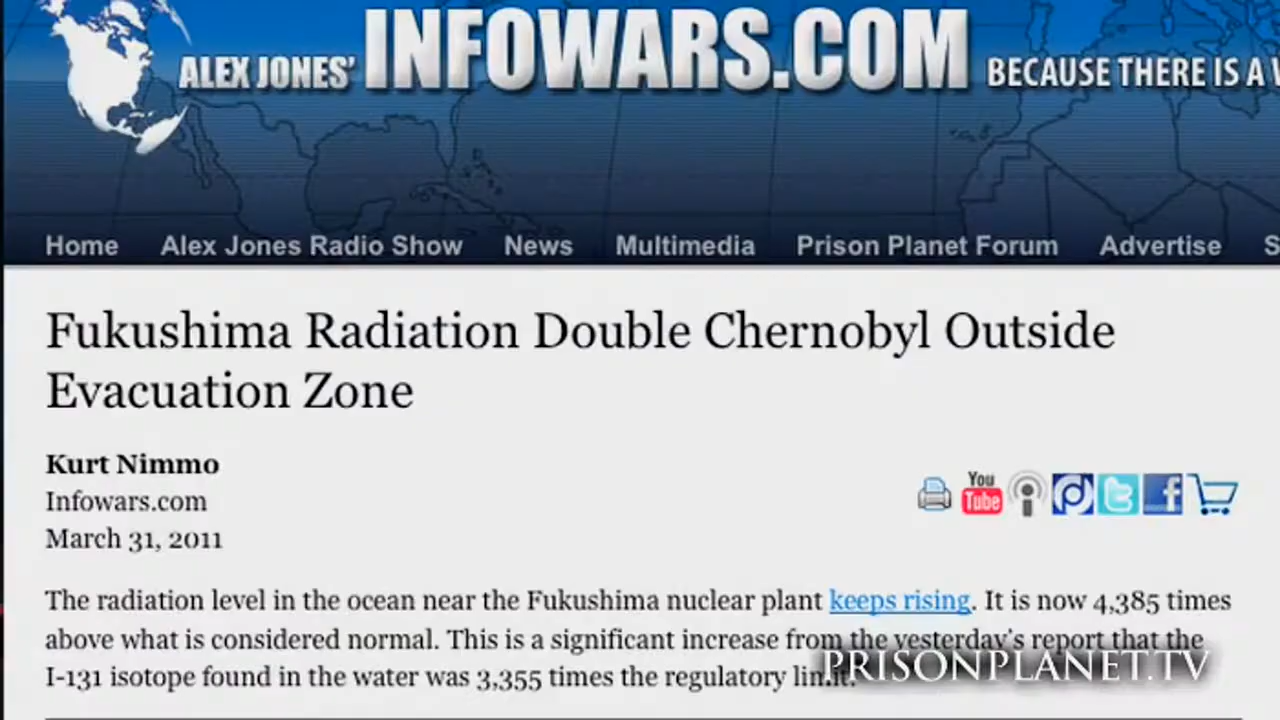 ALEX JONES' INFOWARS.COM BECAUSE THERE IS A
Home Alex Jones Radio Show News Multimedia Prison Planet Forum Advertise S
Fukushima Radiation Double Chernobyl Outside
Evacuation Zone
Kurt Nimmo
Infowars.com
March 31, 2011
You
Tube
The radiation level in the ocean near the Fukushima nuclear plant keeps rising. It is now 4,385 times
above what is considered normal. This is a significant increase from the yesterday's report that the
I-131 isotope found in the water was 3,355 times the regulatory limit.
PRISONPLANET.TV